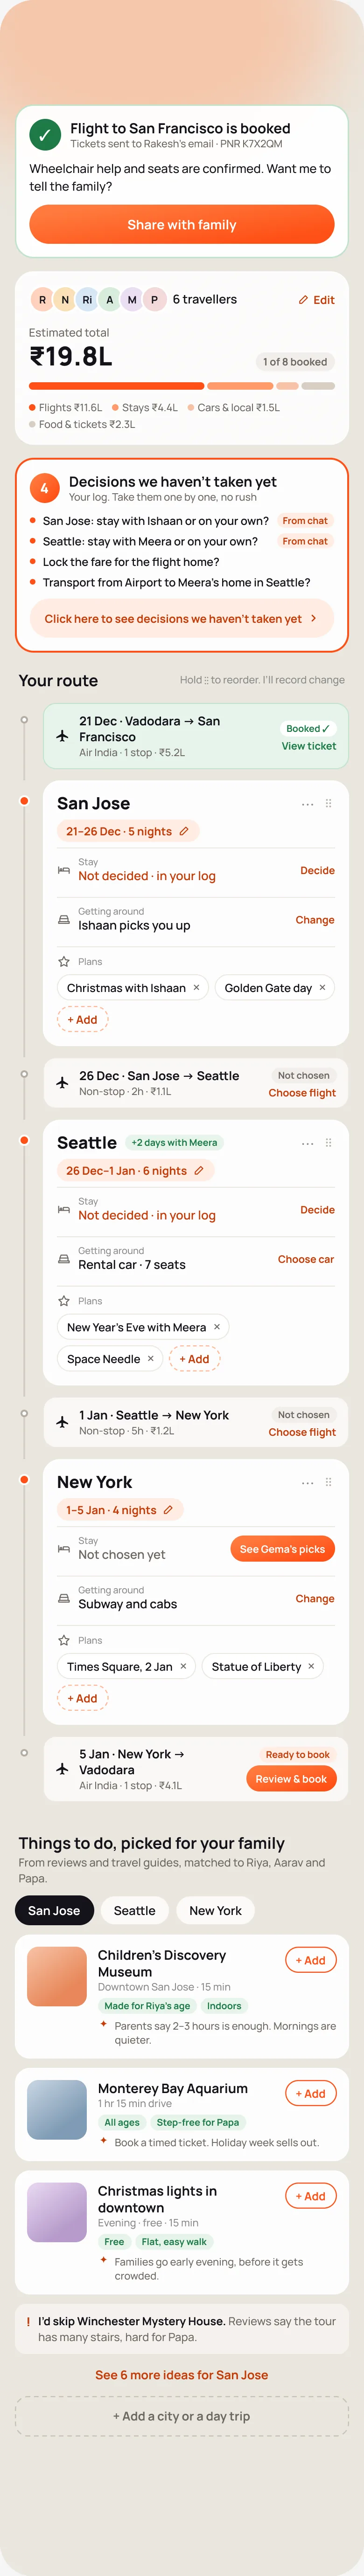 ✓ Flight to San Francisco is booked
Tickets sent to Rakesh's email · PNR K7X2QM
Wheelchair help and seats are confirmed. Want me to
tell the family?
Share with family
R N Ri A M P 6 travellers Edit
Estimated total
₹19.8L 1 of 8 booked
Flights ₹11.6L Stays ₹4.4L Cars & local ₹1.5L
Food & tickets ₹2.3L
4 Decisions we haven't taken yet
Your log. Take them by one, no rush
San Jose: stay with Ishaan or on your own? From chat
Seattle: stay with Meera or on your own? From chat
Lock the fare for the flight home?
Transport from Airport to Meera's home in Seattle?
Click here to see decisions we haven't taken yet >
Your route Hold ⠿ to reorder. I'll record change
21 Dec · Vadodara → San
Francisco
Air India · 1 stop · ₹5.2L
Booked ✓
View ticket
San Jose ···
21–26 Dec · 5 nights
Stay
Not decided · in your log Decide
Getting around
Ishaan picks you up Change
Plans
Christmas with Ishaan × Golden Gate day ×
+ Add
26 Dec · San Jose → Seattle Not chosen
Non-stop · 2h · ₹1.1L Choose flight
Seattle +2 days with Meera ···
26 Dec–1 Jan · 6 nights
Stay
Not decided · in your log Decide
Getting around
Rental car · 7 seats Choose car
Plans
New Year's Eve with Meera ×
Space Needle × + Add
1 Jan · Seattle → New York Not chosen
Non-stop · 5h · ₹1.2L Choose flight
New York ···
1–5 Jan · 4 nights
Stay
Not chosen yet See Gema's picks
Getting around
Subway and cabs Change
Plans
Times Square, 2 Jan × Statue of Liberty ×
+ Add
5 Jan · New York →
Vadodara
Air India · 1 stop · ₹4.1L
Ready to book
Review & book
Things to do, picked for your family
From reviews and travel guides, matched to Riya, Aarav and
Papa.
San Jose Seattle New York
Children's Discovery
Museum
+ Add
Downtown San Jose · 15 min
Made for Riya's age Indoors
✦ Parents say 2–3 hours is enough. Mornings are
quieter.
Monterey Bay Aquarium + Add
1 hr 15 min drive
All ages Step-free for Papa
✦ Book a timed ticket. Holiday week sells out.
Christmas lights in
downtown
+ Add
Evening · free · 15 min
Free Flat, easy walk
✦ Families go early evening, before it gets
crowded.
! I'd skip Winchester Mystery House. Reviews say the tour
has many stairs, hard for Papa.
See 6 more ideas for San Jose
+ Add a city or a day trip